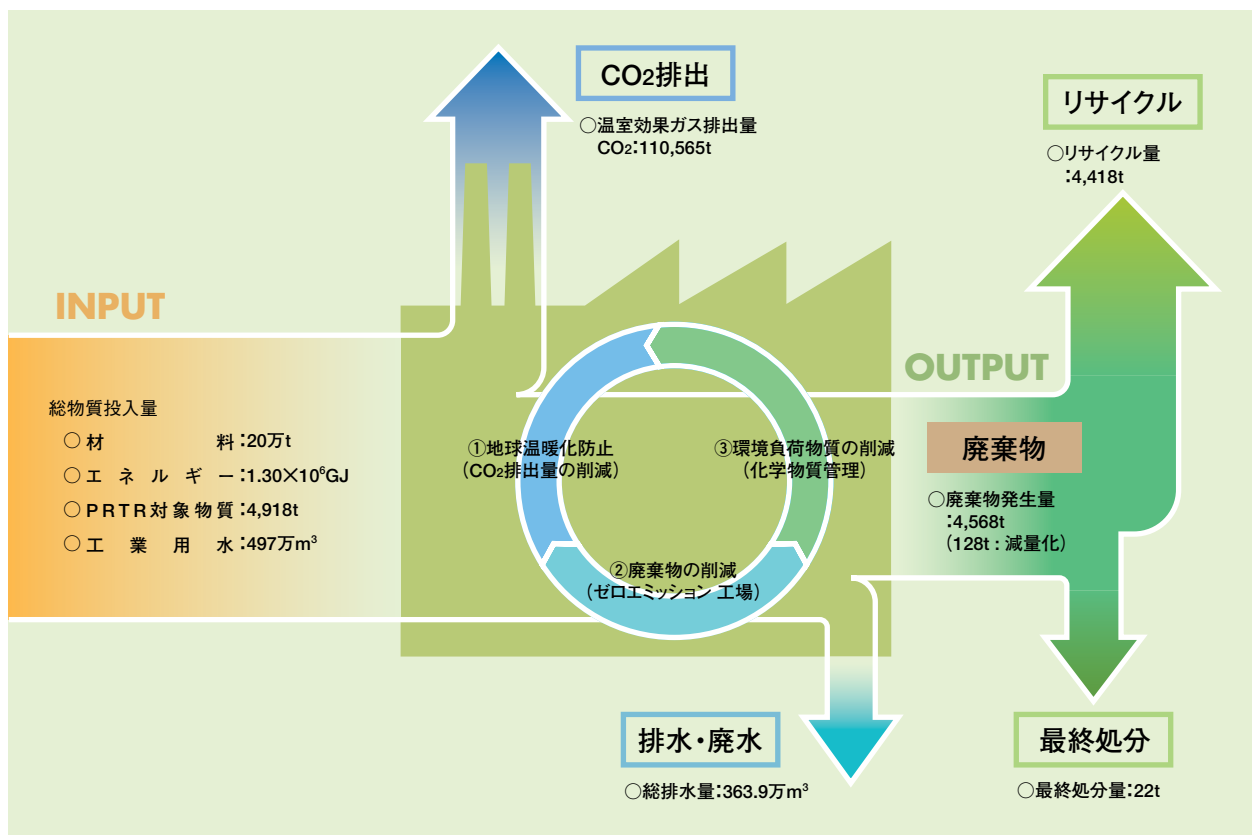 CO2排出
○温室効果ガス排出量
CO2:110,565t
リサイクル
○リサイクル量
:4,418t
INPUT
総物質投入量
○材料:20万t
○エネルギー:1.30×10⁶GJ
○PRTR対象物質:4,918t
○工業用水:497万m³
①地球温暖化防止
(CO2排出量の削減)
③環境負荷物質の削減
(化学物質管理)
②廃棄物の削減
(ゼロエミッション 工場)
OUTPUT
廃棄物
○廃棄物発生量
:4,568t
(128t : 減量化)
排水・廃水
○総排水量:363.9万m³
最終処分
○最終処分量:22t